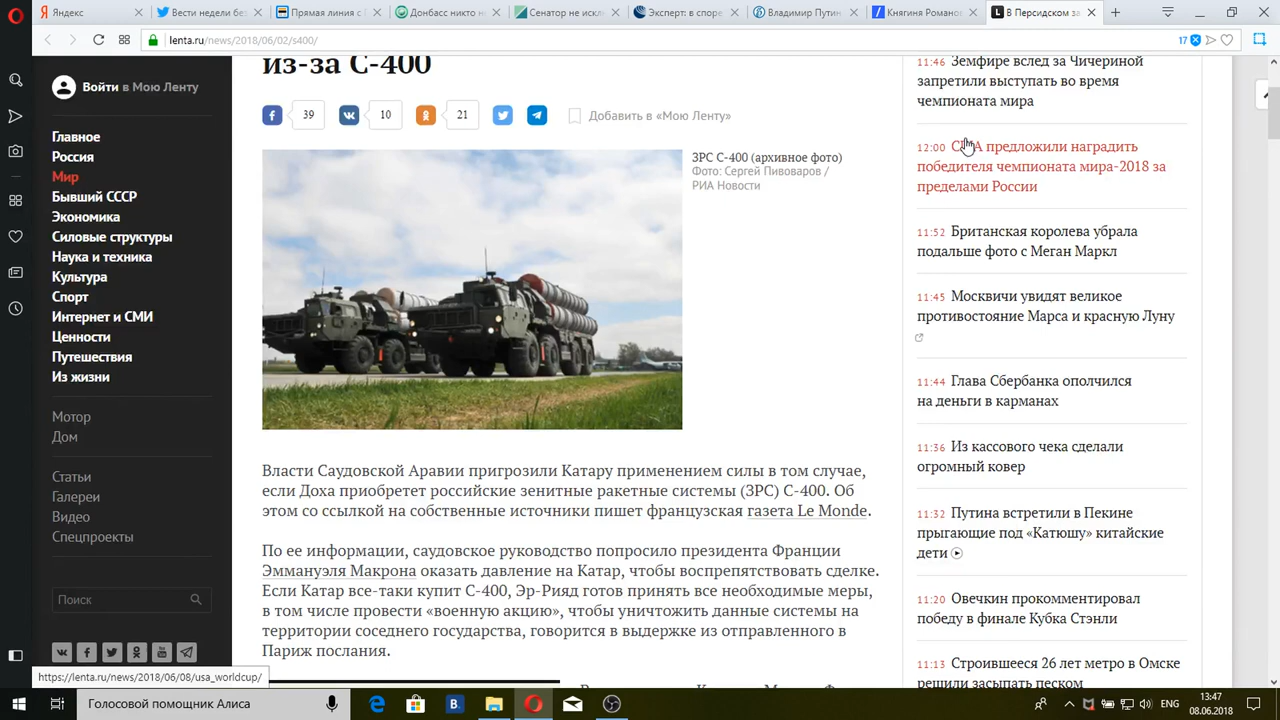 Яндекс
Вести недели без
Прямая линия с
Донбасс никто н
Сенатор не искл
Эксперт: в споре
Владимир Путин
Княгиня Романо
В Персидском за
lenta.ru/news/2018/06/02/s400/
17
Войти в Мою Ленту
Главное
Россия
Мир
Бывший СССР
Экономика
Силовые структуры
Наука и техника
Культура
Спорт
Интернет и СМИ
Ценности
Путешествия
Из жизни
Мотор
Дом
Статьи
Галереи
Видео
Спецпроекты
Поиск
https://lenta.ru/news/2018/06/08/usa_worldcup/
из-за С-400
39
10
21
Добавить в «Мою Ленту»
ЗРС С-400 (архивное фото)
Фото: Сергей Пивоваров /
РИА Новости
Власти Саудовской Аравии пригрозили Катару применением силы в том случае,
если Доха приобретет российские зенитные ракетные системы (ЗРС) С-400. Об
этом со ссылкой на собственные источники пишет французская газета Le Monde.
По ее информации, саудовское руководство попросило президента Франции
Эммануэля Макрона оказать давление на Катар, чтобы воспрепятствовать сделке.
Если Катар все-таки купит С-400, Эр-Рияд готов принять все необходимые меры,
в том числе провести «военную акцию», чтобы уничтожить данные системы на
территории соседнего государства, говорится в выдержке из отправленного в
Париж послания.
11:46 Земфире вслед за Чичериной
запретили выступать во время
чемпионата мира
12:00 США предложили наградить
победителя чемпионата мира-2018 за
пределами России
11:52 Британская королева убрала
подальше фото с Меган Маркл
11:45 Москвичи увидят великое
противостояние Марса и красную Луну
11:44 Глава Сбербанка ополчился
на деньги в карманах
11:36 Из кассового чека сделали
огромный ковер
11:32 Путина встретили в Пекине
прыгающие под «Катюшу» китайские
дети
11:20 Овечкин прокомментировал
победу в финале Кубка Стэнли
11:13 Строившееся 26 лет метро в Омске
решили засыпать песком
Голосовой помощник Алиса
ENG
13:47
08.06.2018